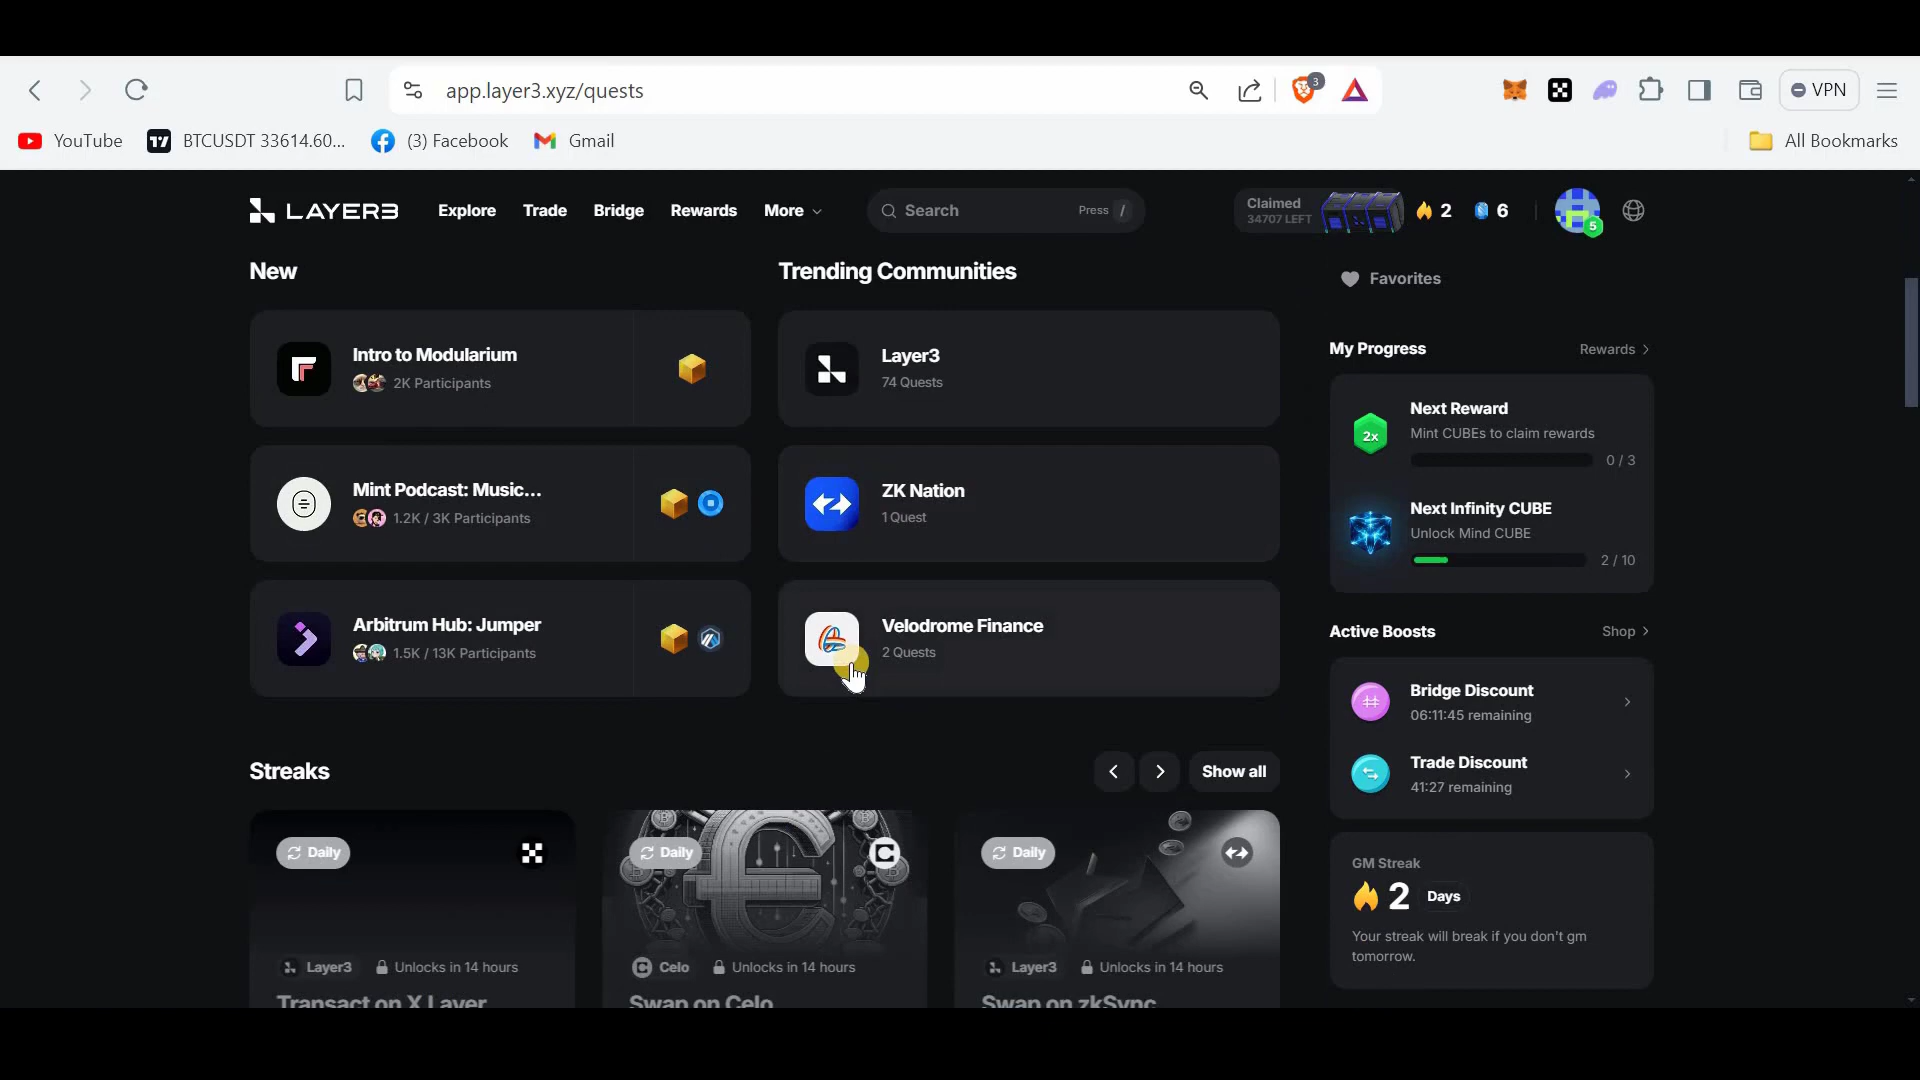 app.layer3.xyz/quests
3
VPN
YouTube
BTCUSDT 33614.60...
(3) Facebook
Gmail
All Bookmarks
LAYER3
Explore
Trade
Bridge
Rewards
More
Search
Press /
Claimed
34707 LEFT
2
6
5
New
Trending Communities
Favorites
Intro to Modularium
2K Participants
Layer3
74 Quests
My Progress
Rewards >
Next Reward
2x
Mint CUBEs to claim rewards
0 / 3
Mint Podcast: Music...
1.2K / 3K Participants
ZK Nation
1 Quest
Next Infinity CUBE
Unlock Mind CUBE
2 / 10
Arbitrum Hub: Jumper
1.5K / 13K Participants
Velodrome Finance
2 Quests
Active Boosts
Shop >
Bridge Discount
06:11:45 remaining
Trade Discount
41:27 remaining
Streaks
Show all
Daily
Daily
Daily
GM Streak
2 Days
Your streak will break if you don't gm
tomorrow.
Layer3
Unlocks in 14 hours
Celo
Unlocks in 14 hours
Layer3
Unlocks in 14 hours
Transact on X Layer
Swap on Celo
Swap on zkSync